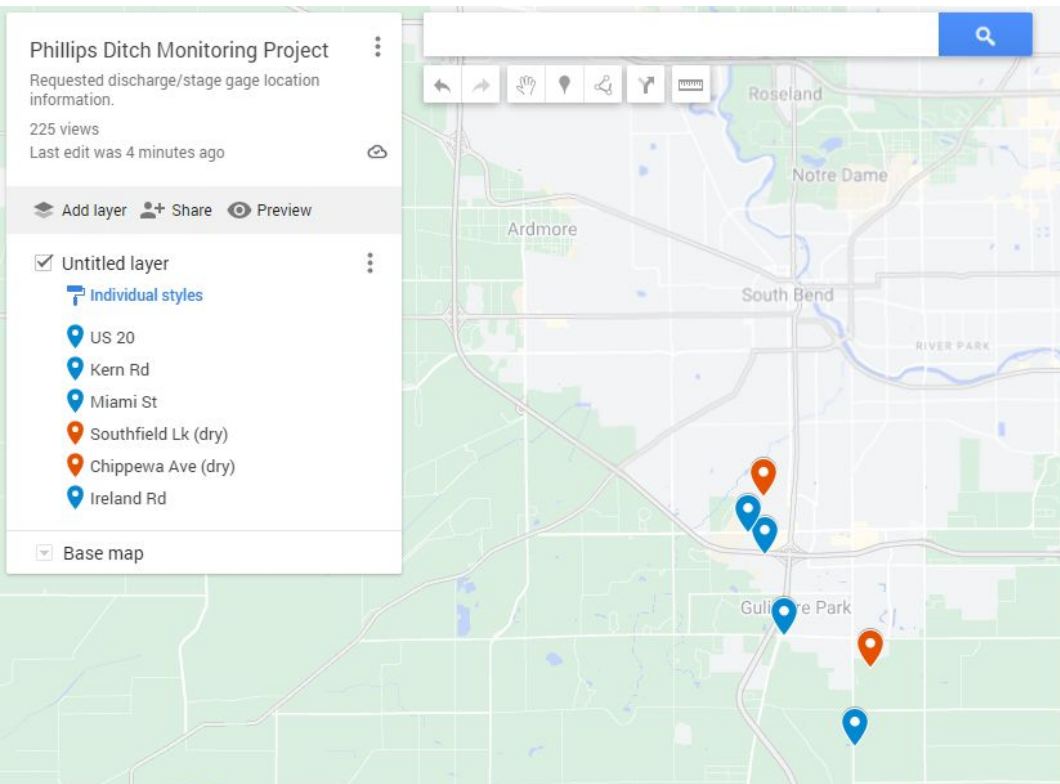 Phillips Ditch Monitoring Project
Requested discharge/stage gage location
information.
225 views
Last edit was 4 minutes ago
Add layer Share Preview
Untitled layer
Individual styles
US 20
Kern Rd
Miami St
Southfield Lk (dry)
Chippewa Ave (dry)
Ireland Rd
Base map
Roseland
Notre Dame
Ardmore
South Bend
RIVER PARK